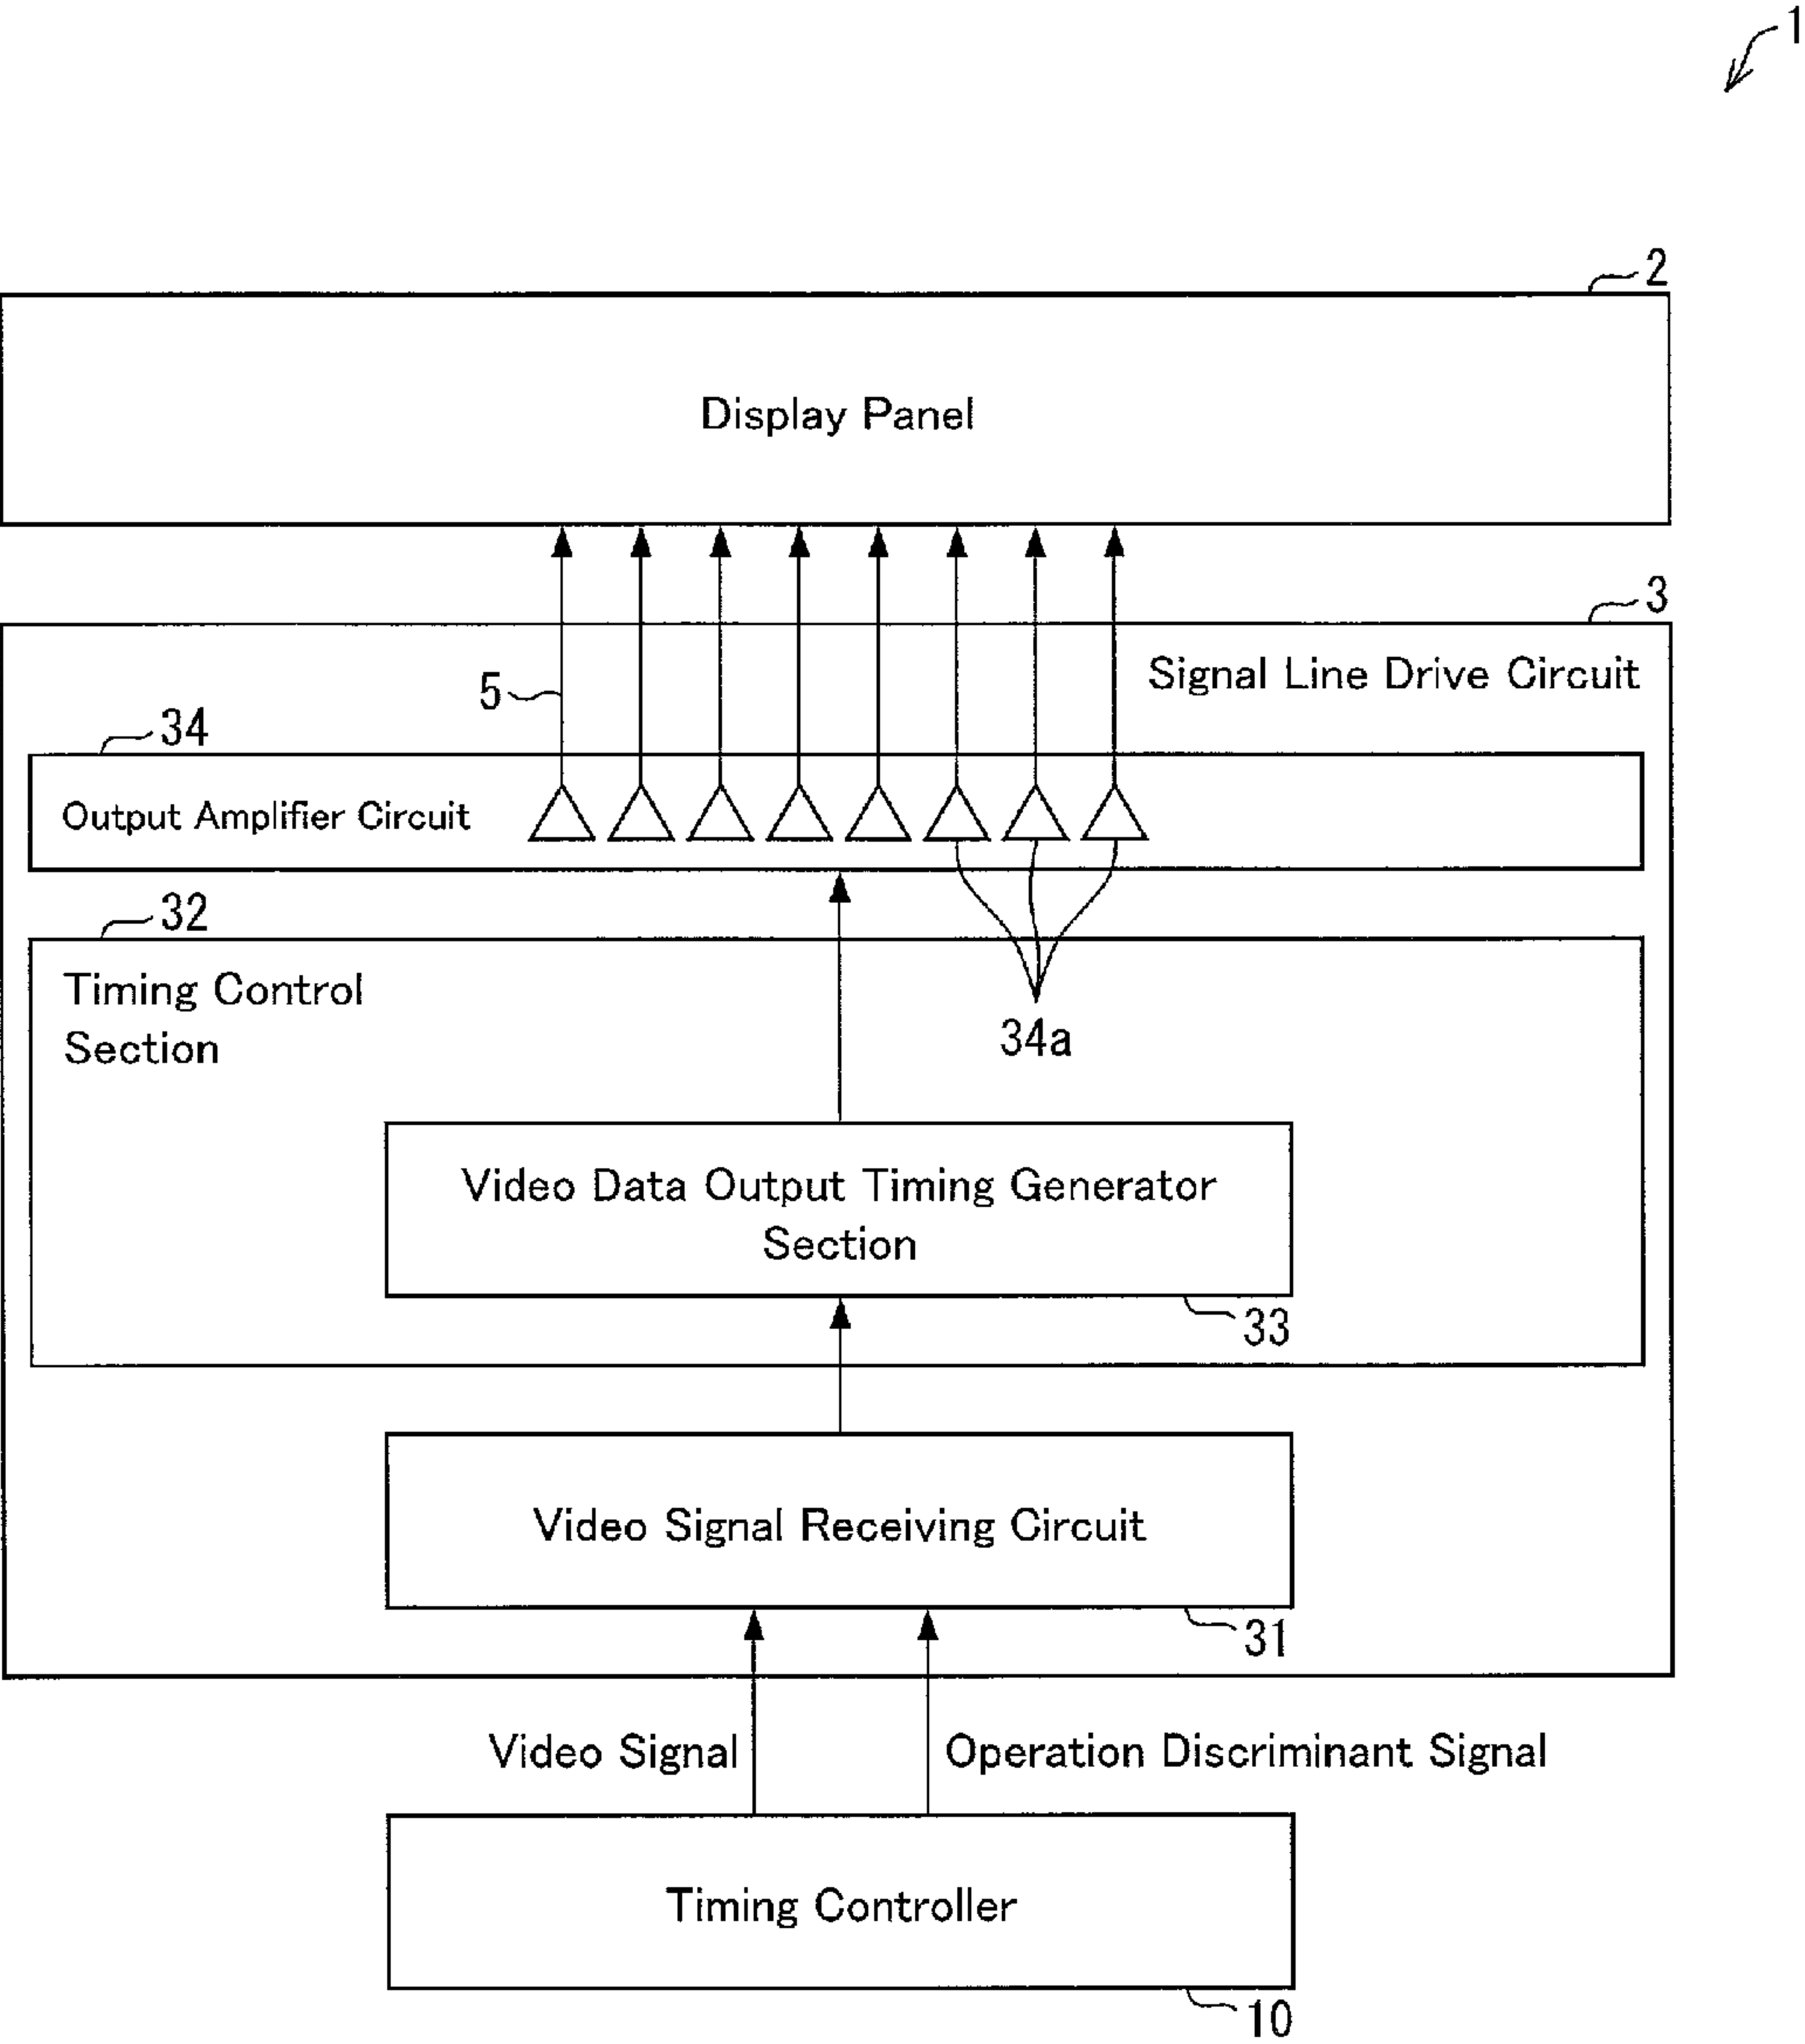 1
2
Display Panel
3
Signal Line Drive Circuit
5
34
Output Amplifier Circuit
32
Timing Control
Section
34a
Video Data Output Timing Generator
Section
33
Video Signal Receiving Circuit
31
Video Signal
Operation Discriminant Signal
Timing Controller
10